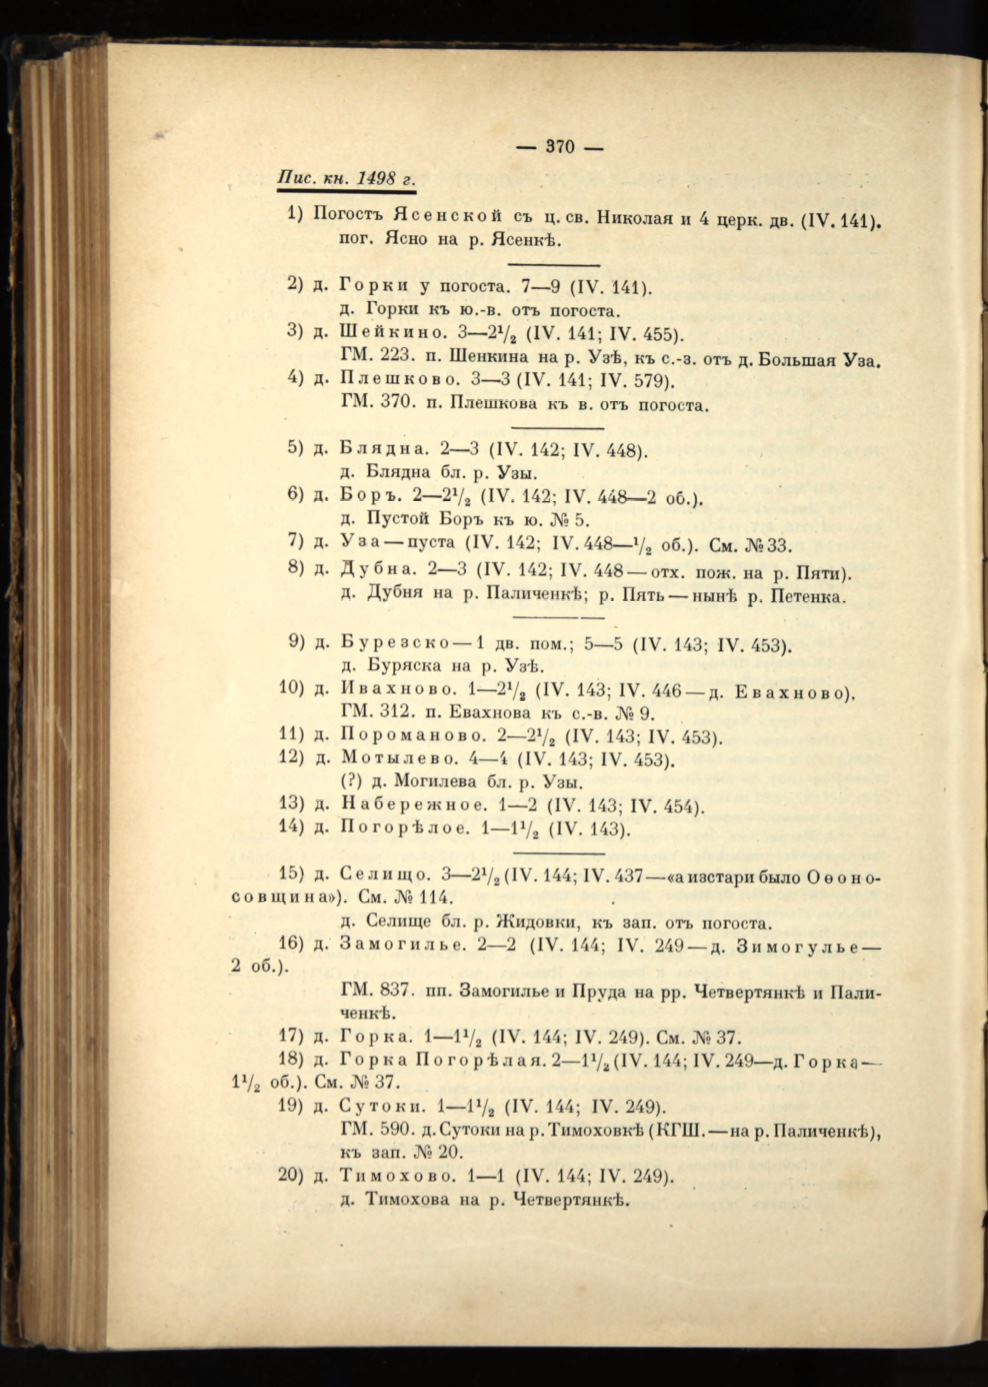 — 370 —
Пис. кн. 1498 г.
1) Погостъ Ясенской съ ц. св. Николая и 4 церк. дв. (IV. 141).
пог. Ясно на р. Ясенкѣ.
2) д. Горки у погоста. 7—9 (IV. 141).
д. Горки къ ю.-в. отъ погоста.
3) д. Шейкино. 3—2½ (IV. 141; IV. 455).
ГМ. 223. п. Шенкина на р. Узѣ, къ с.-з. отъ д. Большая Уза.
4) д. Плешково. 3—3 (IV. 141; IV. 579).
ГМ. 370. п. Плешкова къ в. отъ погоста.
5) д. Блядна. 2—3 (IV. 142; IV. 448).
д. Блядна бл. р. Узы.
6) д. Боръ. 2—2½ (IV. 142; IV. 448—2 об.).
д. Пустой Боръ къ ю. № 5.
7) д. Уза—пуста (IV. 142; IV. 448—½ об.). См. № 33.
8) д. Дубна. 2—3 (IV. 142; IV. 448—отх. пож. на р. Пяти).
д. Дубня на р. Паличенкѣ; р. Пять—нынѣ р. Петенка.
9) д. Бурезско—1 дв. пом.; 5—5 (IV. 143; IV. 453).
д. Буряска на р. Узѣ.
10) д. Ивахново. 1—2½ (IV. 143; IV. 446—д. Евахново).
ГМ. 312. п. Евахнова къ с.-в. № 9.
11) д. Пороманово. 2—2½ (IV. 143; IV. 453).
12) д. Мотылево. 4—4 (IV. 143; IV. 453).
(?) д. Могилева бл. р. Узы.
13) д. Набережное. 1—2 (IV. 143; IV. 454).
14) д. Погорѣлое. 1—1½ (IV. 143).
15) д. Селищо. 3—2½ (IV. 144; IV. 437—«а изстари было Оѳоно-
совщина»). См. № 114.
д. Селище бл. р. Жидовки, къ зап. отъ погоста.
16) д. Замогилье. 2—2 (IV. 144; IV. 249—д. Зимогулье—
2 об.).
ГМ. 837. пп. Замогилье и Пруда на рр. Четвертянкѣ и Пали-
ченкѣ.
17) д. Горка. 1—1½ (IV. 144; IV. 249). См. № 37.
18) д. Горка Погорѣлая. 2—1½ (IV. 144; IV. 249—д. Горка—
1½ об.). См. № 37.
19) д. Сутоки. 1—1½ (IV. 144; IV. 249).
ГМ. 590. д. Сутоки на р. Тимоховкѣ (КГШ.—на р. Паличенкѣ),
къ зап. № 20.
20) д. Тимохово. 1—1 (IV. 144; IV. 249).
д. Тимохова на р. Четвертянкѣ.